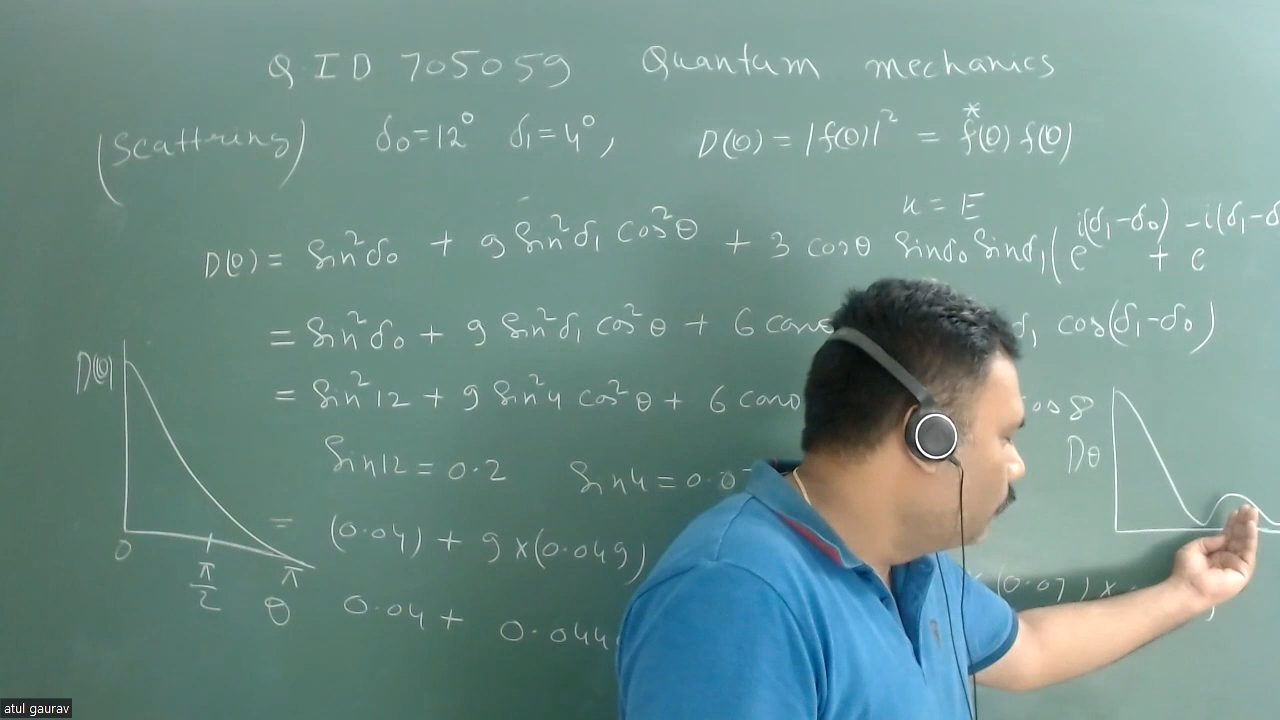 Q.ID 705059 Quantum mechanics
(Scattring) δ0=12° δ1=4°, D(θ) = |f(θ)|² = f*(θ) f(θ)
D(θ) = Sin²δ0 + 9 Sin²δ1 cos²θ + 3 cosθ Sinδ0 Sinδ1 (e^i(δ1-δ0) + e^-i(δ1-δ
= Sin²δ0 + 9 Sin²δ1 cos²θ + 6 cos δ1 cos(δ1-δ0)
= Sin²12 + 9 Sin²4 cos²θ + 6 cos cos 8
Sin12 = 0.2 Sin4 = 0.0
= (0.04) + 9×(0.049) (0.07)×
0.04 + 0.044
D(θ)
0
π/2
π
θ
Dθ
atul gaurav